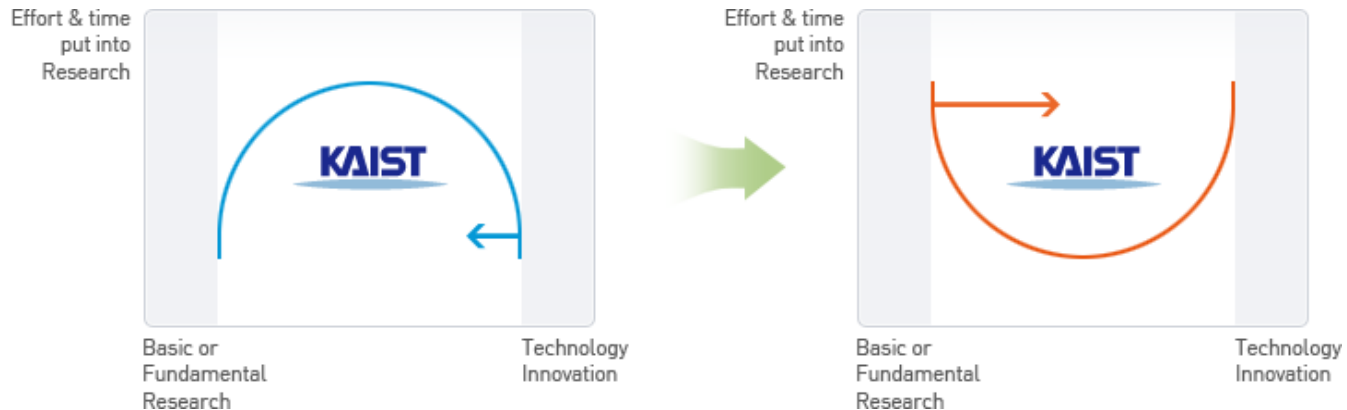 Effort & time
put into
Research
KAIST
Basic or
Fundamental
Research
Technology
Innovation
Effort & time
put into
Research
KAIST
Basic or
Fundamental
Research
Technology
Innovation